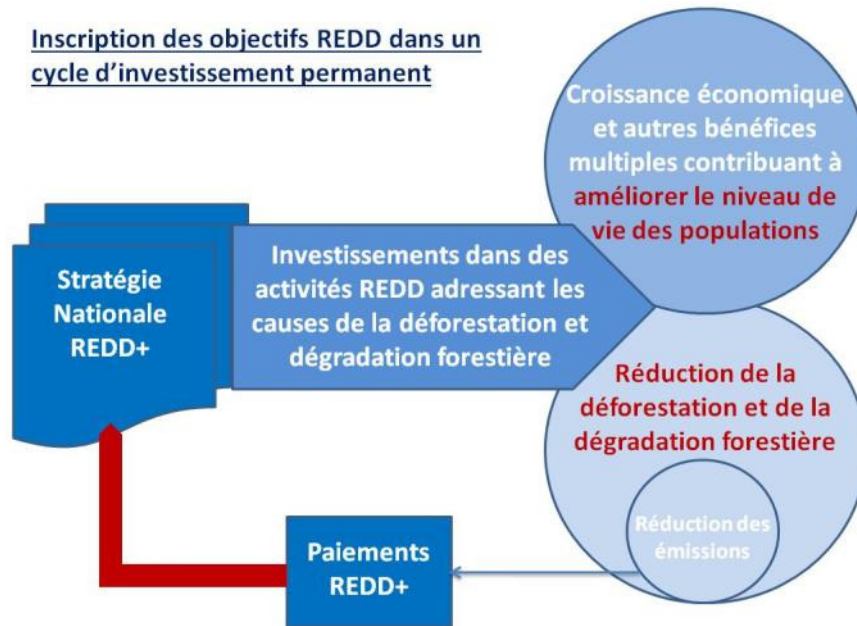 Inscription des objectifs REDD dans un
cycle d'investissement permanent
Croissance économique
et autres bénéfices
multiples contribuant à
améliorer le niveau de
vie des populations
Stratégie
Nationale
REDD+
Investissements dans des
activités REDD adressant les
causes de la déforestation et
dégradation forestière
Réduction de la
déforestation et de la
dégradation forestière
Réduction des
émissions
Paiements
REDD+